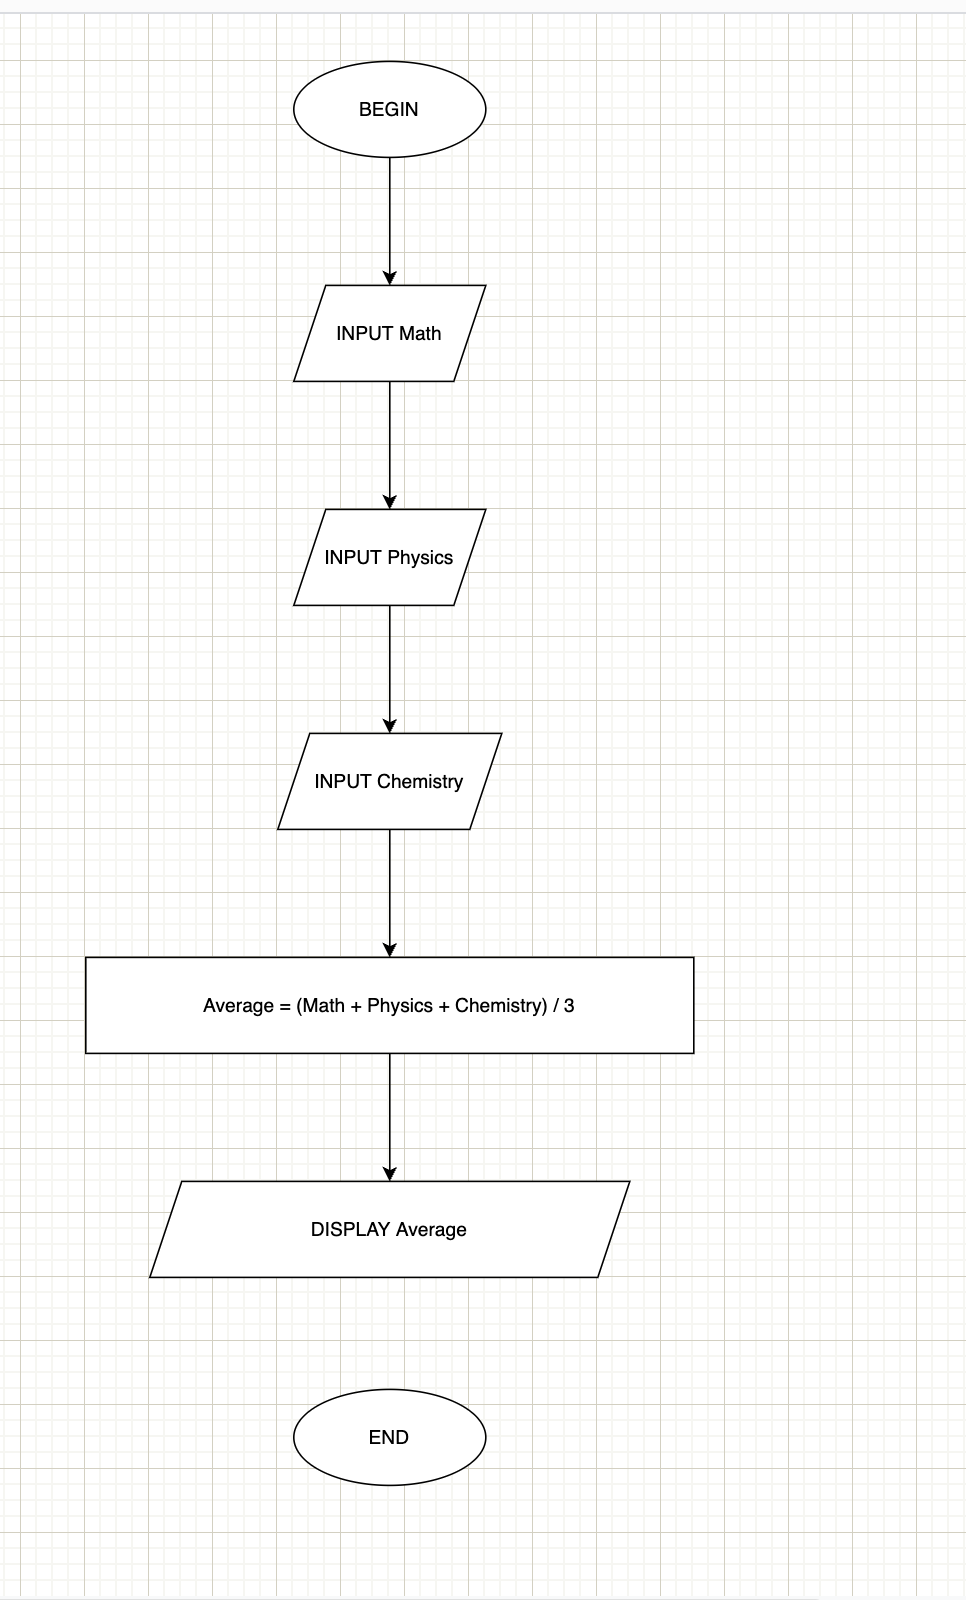 BEGIN
INPUT Math
INPUT Physics
INPUT Chemistry
Average = (Math + Physics + Chemistry) / 3
DISPLAY Average
END